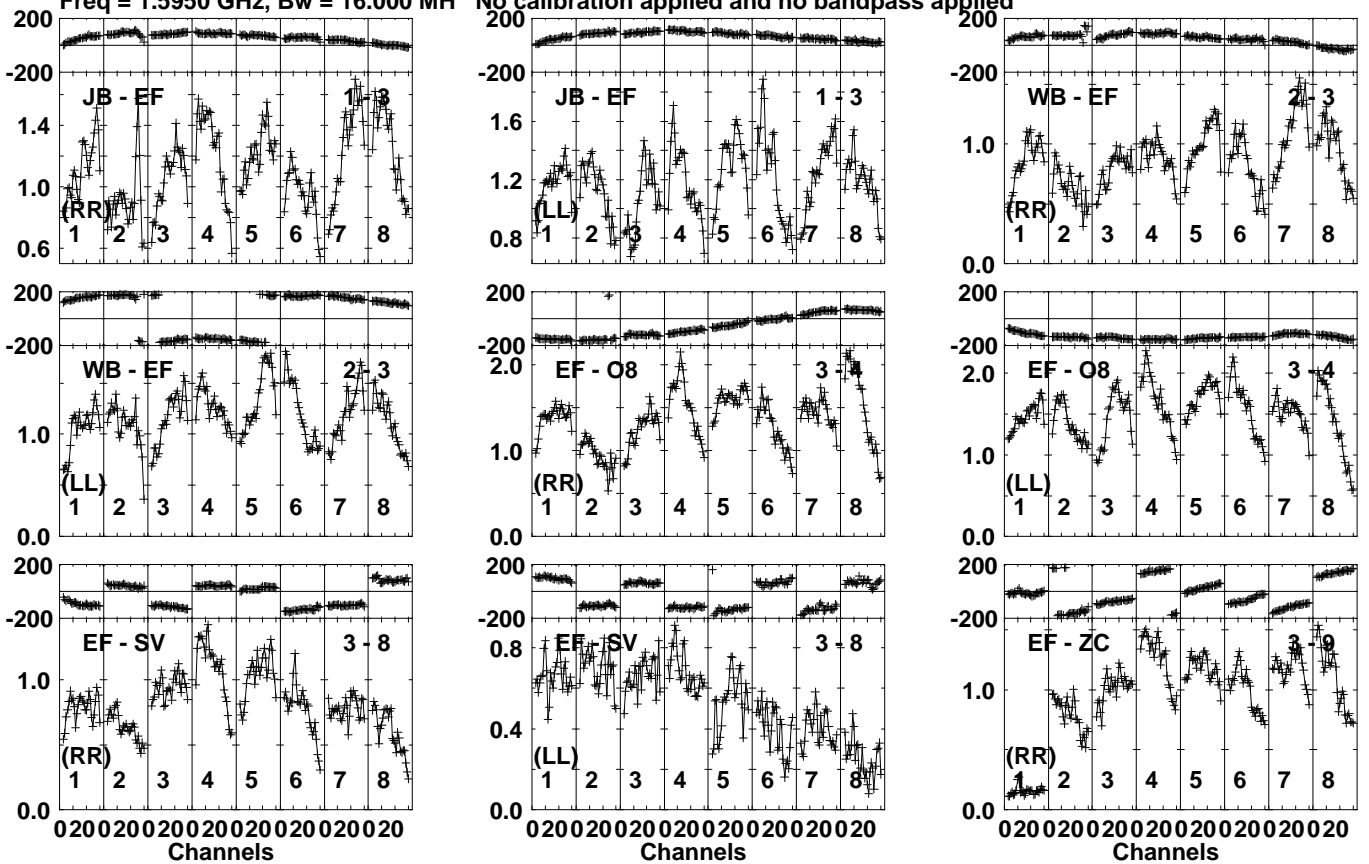 Freq = 1.5950 GHz, Bw = 16.000 MH No calibration applied and no bandpass applied
200 200 200
-200 -200 -200
JB - EF 1 - 3 JB - EF 1 - 3 WB - EF 2 - 3
1.4 1.6 1.0
1.0 1.2
(RR) (LL) (RR)
0.6 0.8 0.0
1 2 3 4 5 6 7 8 1 2 3 4 5 6 7 8 1 2 3 4 5 6 7 8
200 200 200
-200 -200 -200
WB - EF 2 - 3 EF - O8 3 - 4 EF - O8 3 - 4
2.0 2.0
1.0 1.0 1.0
(LL) (RR) (LL)
1 2 3 4 5 6 7 8 1 2 3 4 5 6 7 8 1 2 3 4 5 6 7 8
0.0 0.0 0.0
200 200 200
-200 -200 -200
EF - SV 3 - 8 EF - SV 3 - 8 EF - ZC 3 - 9
1.0 0.8 1.0
0.4
(RR) (LL) (RR)
1 2 3 4 5 6 7 8 1 2 3 4 5 6 7 8 1 2 3 4 5 6 7 8
0.0 0.0 0.0
0 20 0 20 0 20 0 20 0 20 0 20 0 20 0 20 0 20 0 20 0 20 0 20 0 20 0 20 0 20 0 20 0 20 0 20 0 20 0 20 0 20 0 20 0 20 0 20
Channels Channels Channels